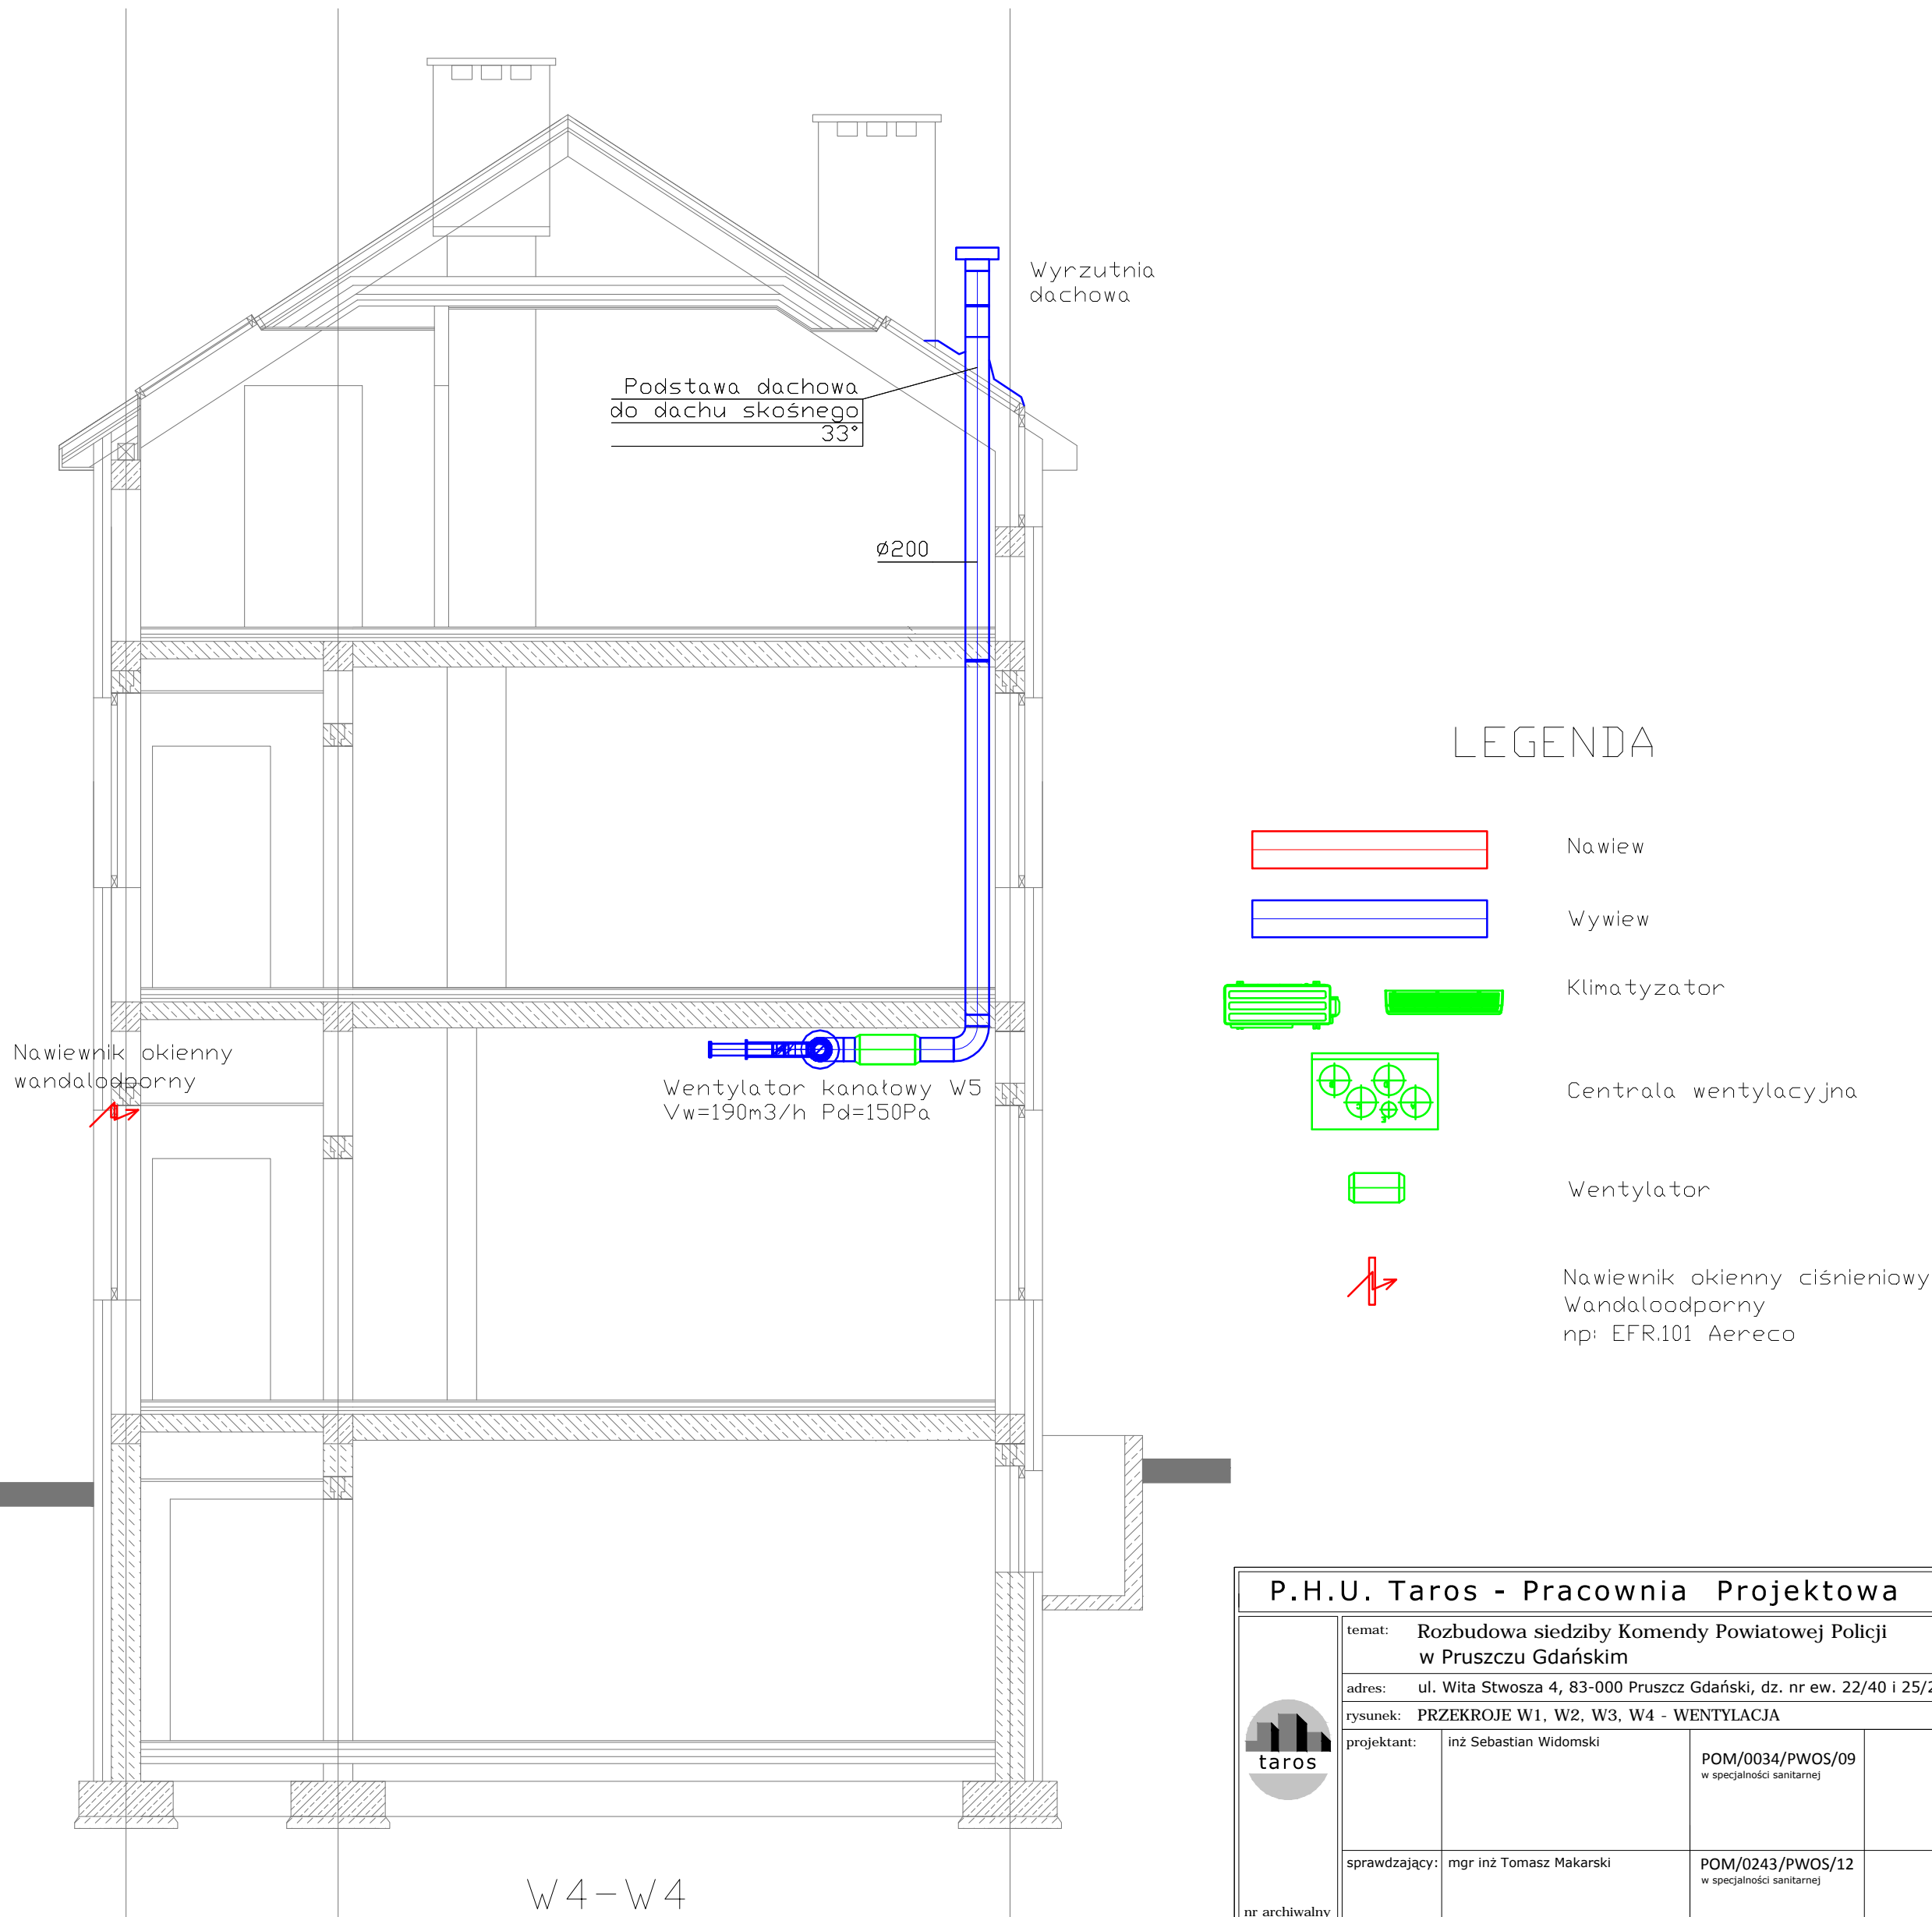 Wyrzutnia
dachowa
Podstawa dachowa
do dachu skośnego
33°
ø200
Nawiewnik okienny
wandalodporny
Wentylator kanałowy W5
Vw=190m3/h Pd=150Pa
W4-W4
LEGENDA
Nawiew
Wywiew
Klimatyzator
Centrala wentylacyjna
Wentylator
Nawiewnik okienny ciśnieniowy
Wandaloodporny
np: EFR.101 Aereco
P.H.U. Taros - Pracownia Projektowa
temat: Rozbudowa siedziby Komendy Powiatowej Policji
w Pruszczu Gdańskim
adres: ul. Wita Stwosza 4, 83-000 Pruszcz Gdański, dz. nr ew. 22/40 i 25/2
rysunek: PRZEKROJE W1, W2, W3, W4 - WENTYLACJA
taros
projektant: inż Sebastian Widomski POM/0034/PWOS/09
w specjalności sanitarnej
sprawdzający: mgr inż Tomasz Makarski POM/0243/PWOS/12
w specjalności sanitarnej
nr archiwalny